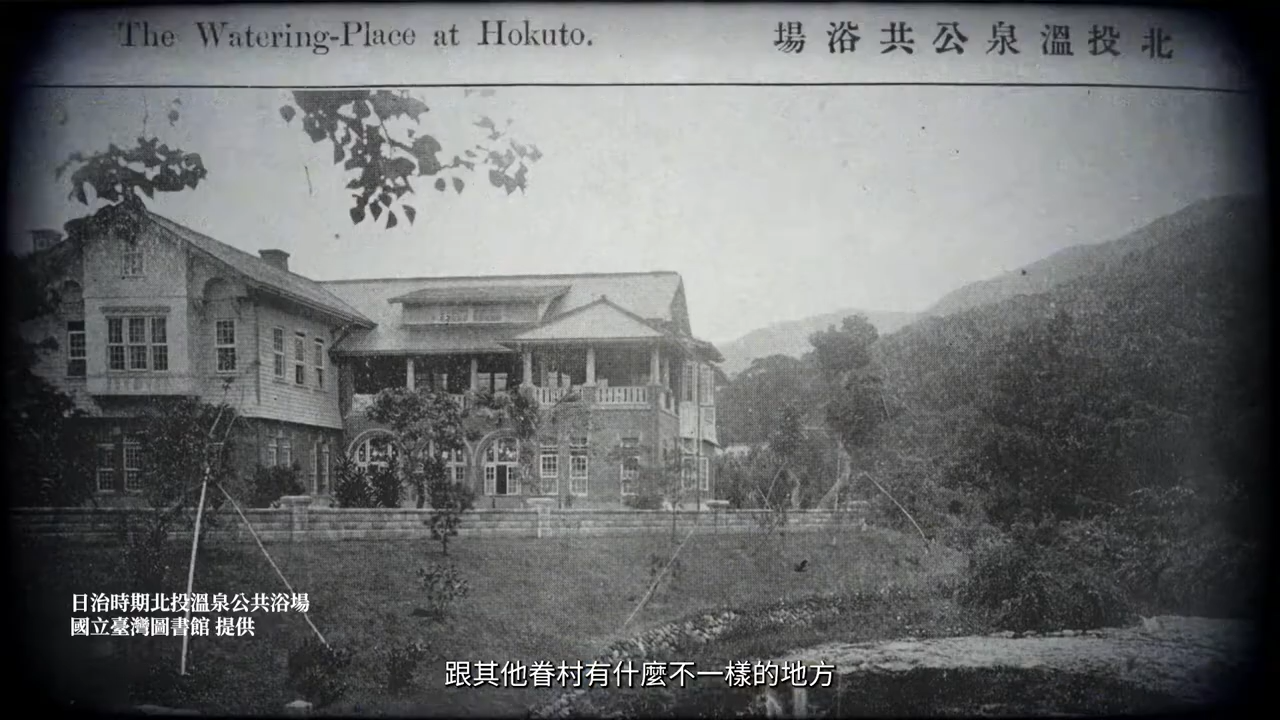 The Watering-Place at Hokuto.
北投溫泉公共浴場
日治時期北投溫泉公共浴場
國立臺灣圖書館 提供
跟其他眷村有什麼不一樣的地方